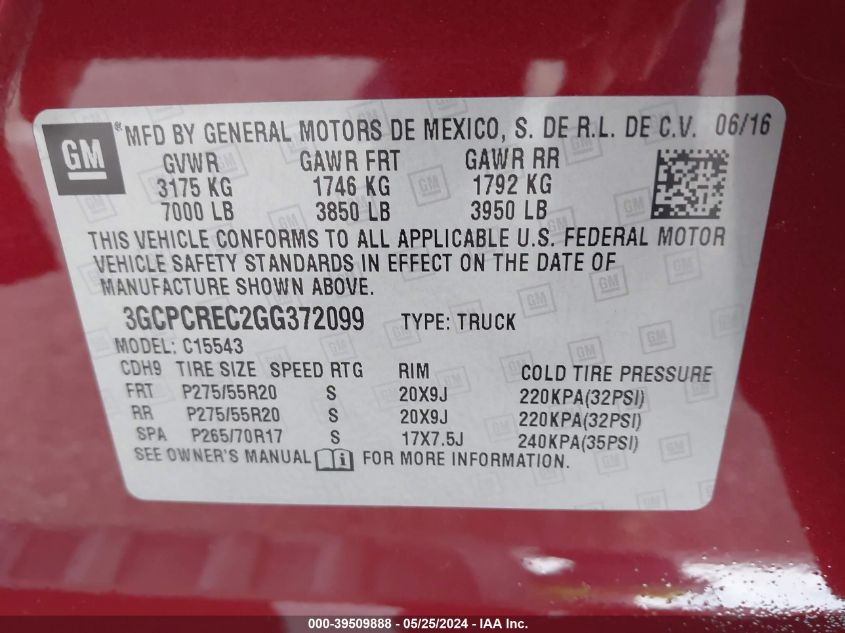 GM ® MFD BY GENERAL MOTORS DE MEXICO, S. DE R.L. DE C.V. 06/16
GVWR GAWR FRT GAWR RR
3175 KG 1746 KG 1792 KG
7000 LB 3850 LB 3950 LB
THIS VEHICLE CONFORMS TO ALL APPLICABLE U.S. FEDERAL MOTOR
VEHICLE SAFETY STANDARDS IN EFFECT ON THE DATE OF
MANUFACTURE SHOWN ABOVE.
3GCPCREC2GG372099 TYPE: TRUCK
MODEL: C15543
CDH9 TIRE SIZE SPEED RTG RIM COLD TIRE PRESSURE
FRT P275/55R20 S 20X9J 220KPA(32PSI)
RR P275/55R20 S 20X9J 220KPA(32PSI)
SPA P265/70R17 S 17X7.5J 240KPA(35PSI)
SEE OWNER'S MANUAL i FOR MORE INFORMATION.
000-39509888 - 05/25/2024 - IAA Inc.